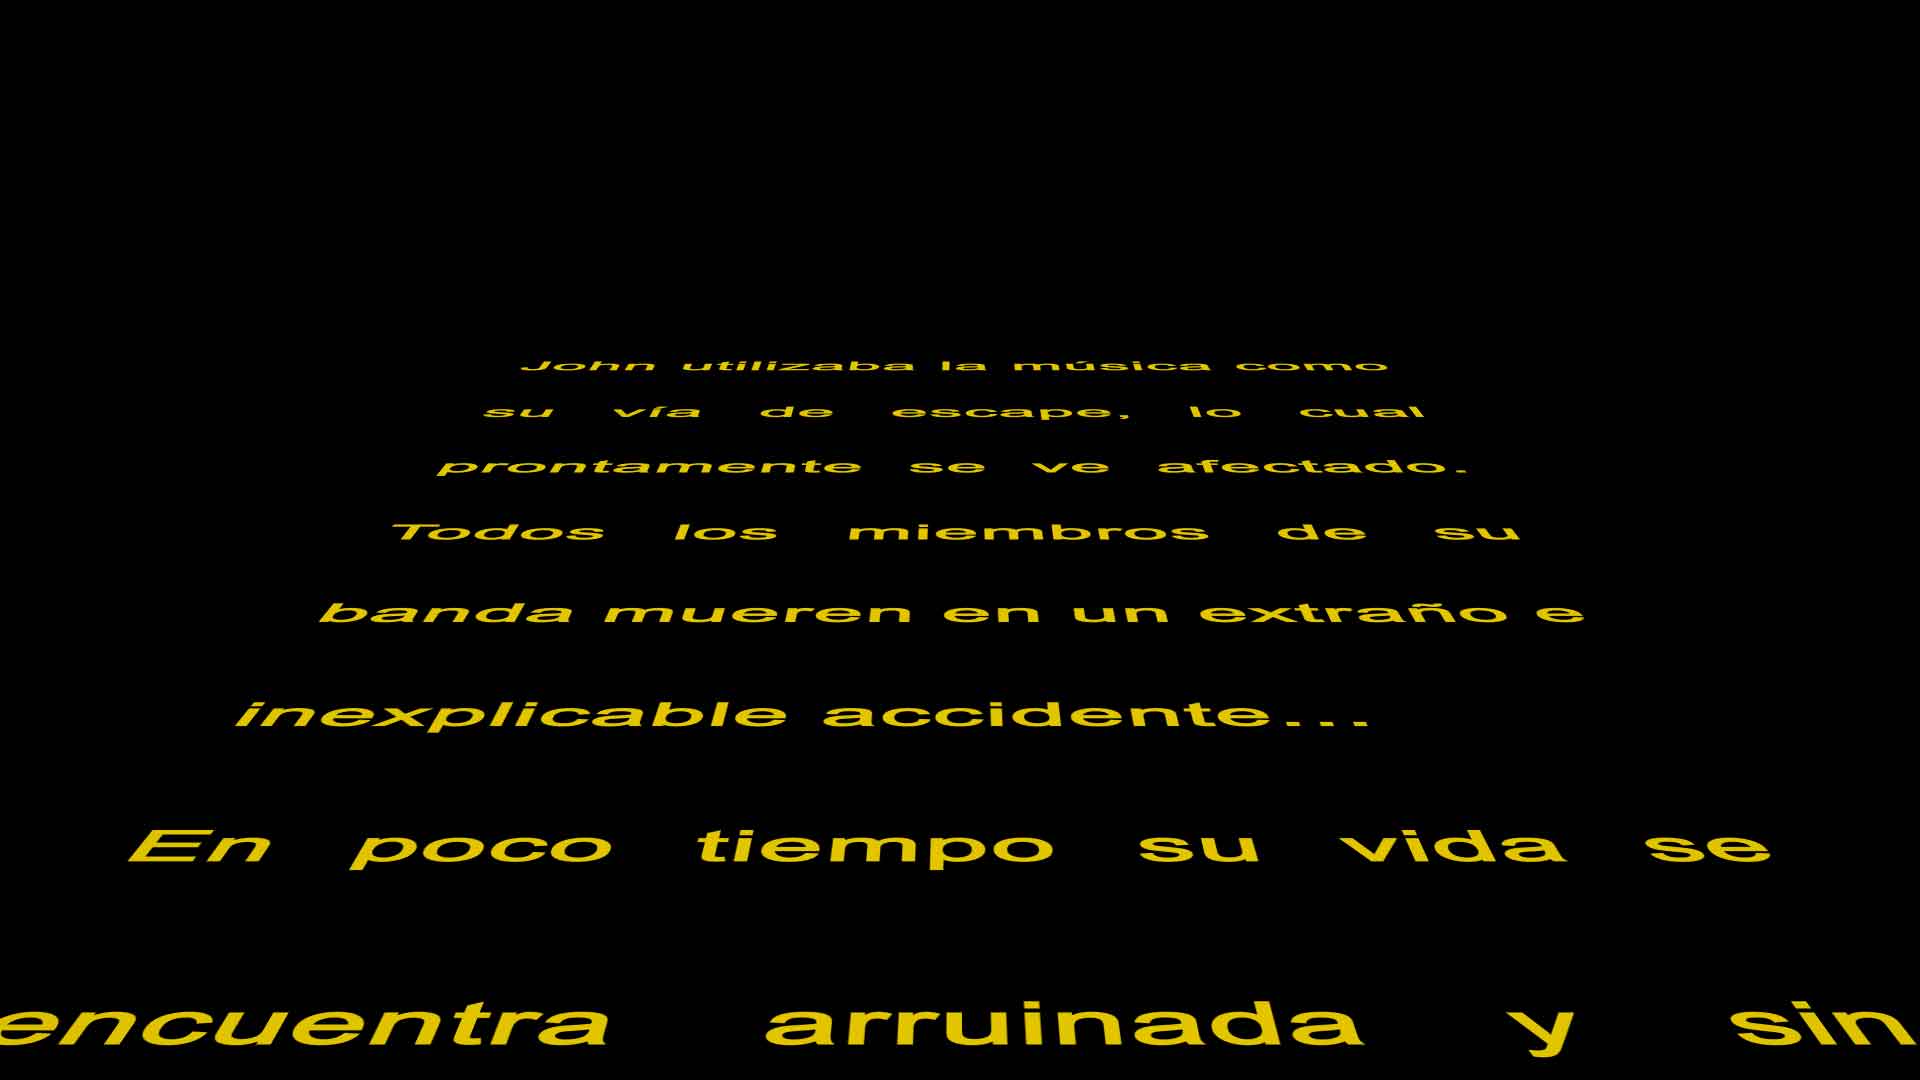 John utilizaba la música como
su vía de escape, lo cual
prontamente se ve afectado.
Todos los miembros de su
banda mueren en un extraño e
inexplicable accidente...
En poco tiempo su vida se
encuentra arruinada y sin